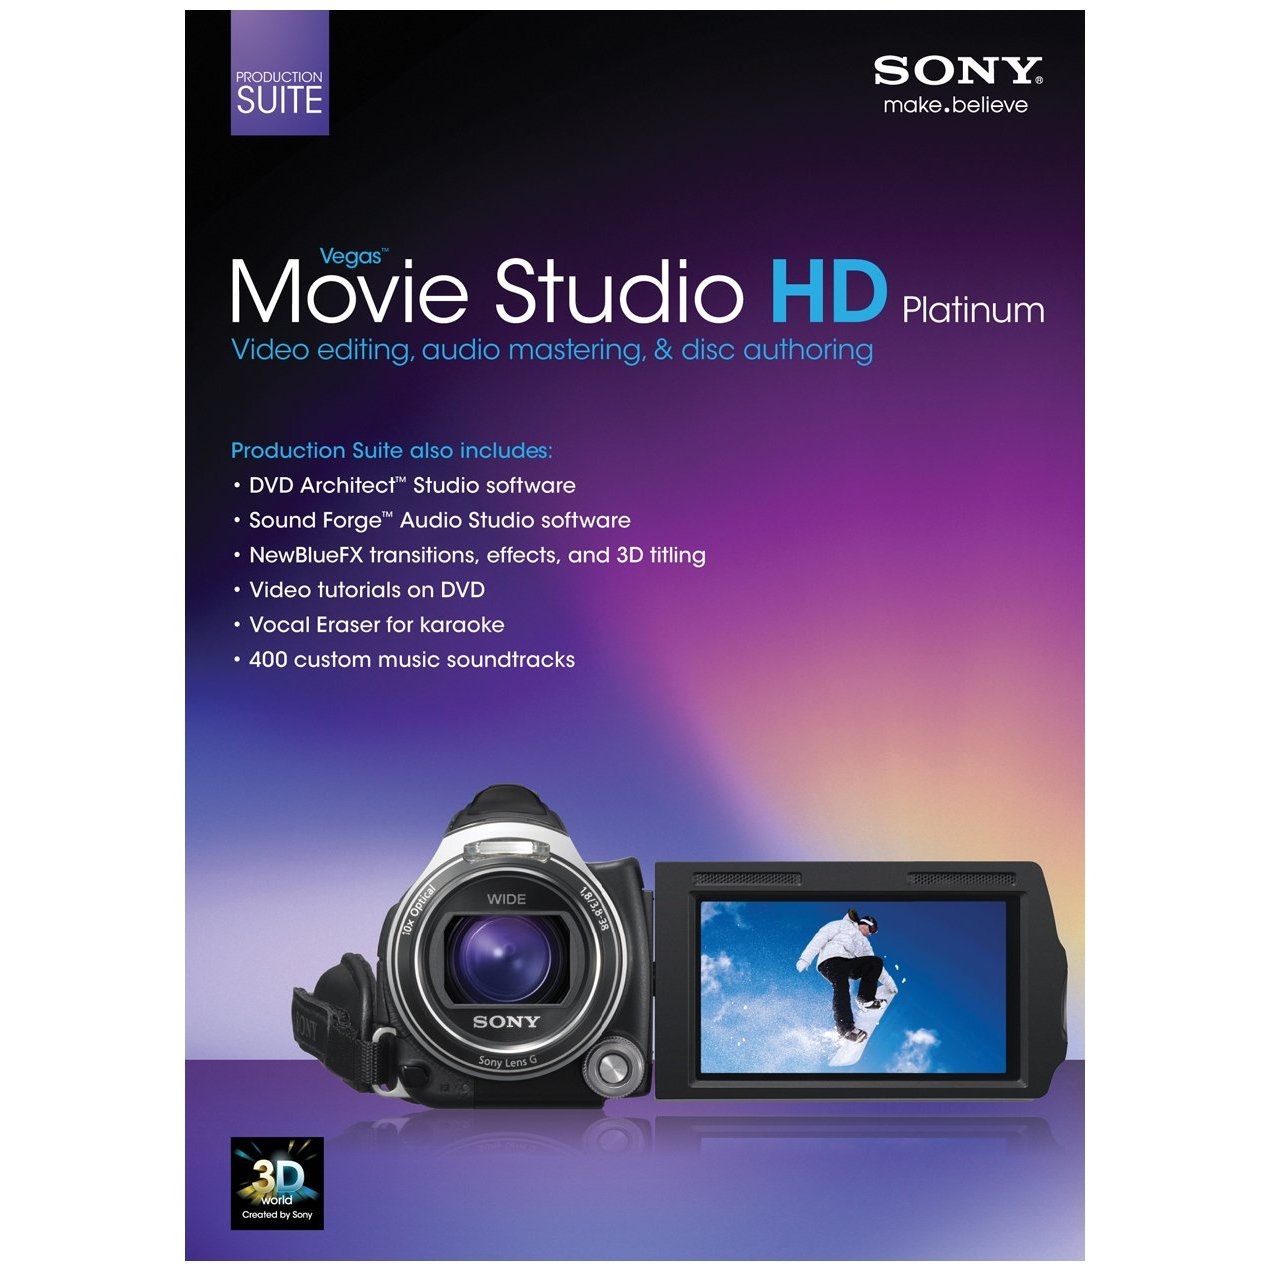 PRODUCTION
SUITE
SONY®
make.believe
Vegas™
Movie Studio HD Platinum
Video editing, audio mastering, & disc authoring
Production Suite also includes:
• DVD Architect™ Studio software
• Sound Forge™ Audio Studio software
• NewBlueFX transitions, effects, and 3D titling
• Video tutorials on DVD
• Vocal Eraser for karaoke
• 400 custom music soundtracks
10x Optical
WIDE
1,8/3,8-38
SONY
Sony Lens G
SONY
3D
world
Created by Sony